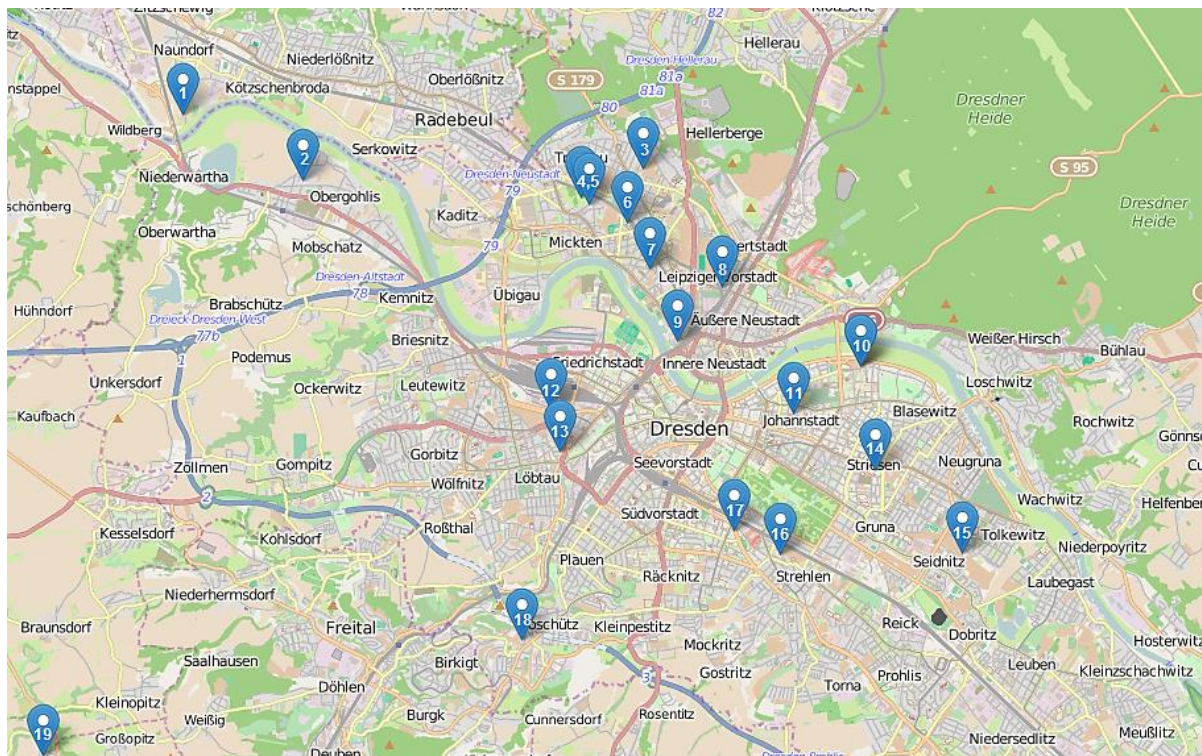 Naundorf
Niederlößnitz
Hellerau
82
Dresden-Hellerau
81a
81a
S 179
Oberlößnitz
Kötzschenbroda
1
80
Radebeul
Wildberg
Hellerberge
3
Dresdner
Heide
Serkowitz
2
Niederwartha
Obergohlis
Dresden-Neustadt
79
4,5
6
S 95
Dresdner
Heide
Kaditz
Oberwartha
Mobschatz
79
Mickten
7
8
Leipziger Vorstadt
Dresden-Altstadt
78
Kemnitz
Übigau
Brabschütz
Hühndorf
Dreieck-Dresden-West
77b
9
Äußere Neustadt
10
Weißer Hirsch
Bühlau
Briesnitz
1
Podemus
Friedrichstadt
Innere Neustadt
Unkersdorf
Ockerwitz
Leutewitz
12
11
Loschwitz
Kaufbach
Johannstadt
Blasewitz
Rochwitz
13
Dresden
14
Striesen
Gorbitz
Zöllmen
Gompitz
Seevorstadt
Neugruna
Löbtau
Wölfnitz
2
Wachwitz
17
Südvorstadt
16
15
Roßthal
Gruna
Tolkewitz
Kesselsdorf
Kohlsdorf
Niederpoyritz
Seidnitz
Plauen
Räcknitz
Strehlen
Laubegast
Niederhermsdorf
18
Braunsdorf
Freital
Kleinpestitz
Reick
Dobritz
Hosterwitz
Mockritz
Saalhausen
Birkigt
Gostritz
3
Leuben
Kleinzschachwitz
Prohlis
Torna
Döhlen
Kleinopitz
Weißig
Burgk
Cunnersdorf
Rosentitz
19
Großopitz
Meußlitz
Niedersedlitz
Deuben